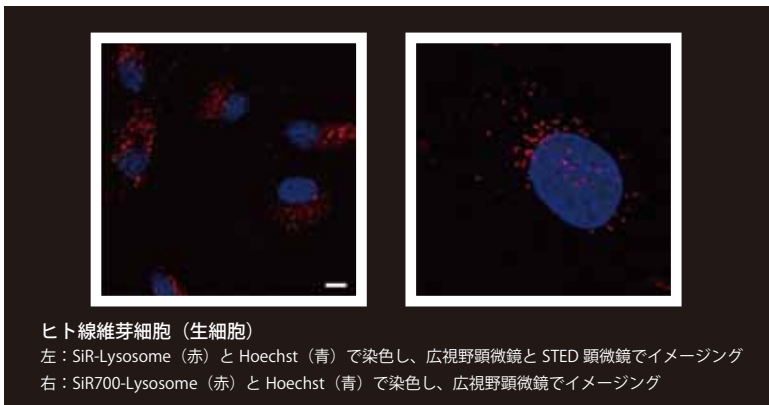 ヒト線維芽細胞（生細胞）
左：SiR-Lysosome（赤）と Hoechst（青）で染色し、広視野顕微鏡と STED 顕微鏡でイメージング
右：SiR700-Lysosome（赤）と Hoechst（青）で染色し、広視野顕微鏡でイメージング